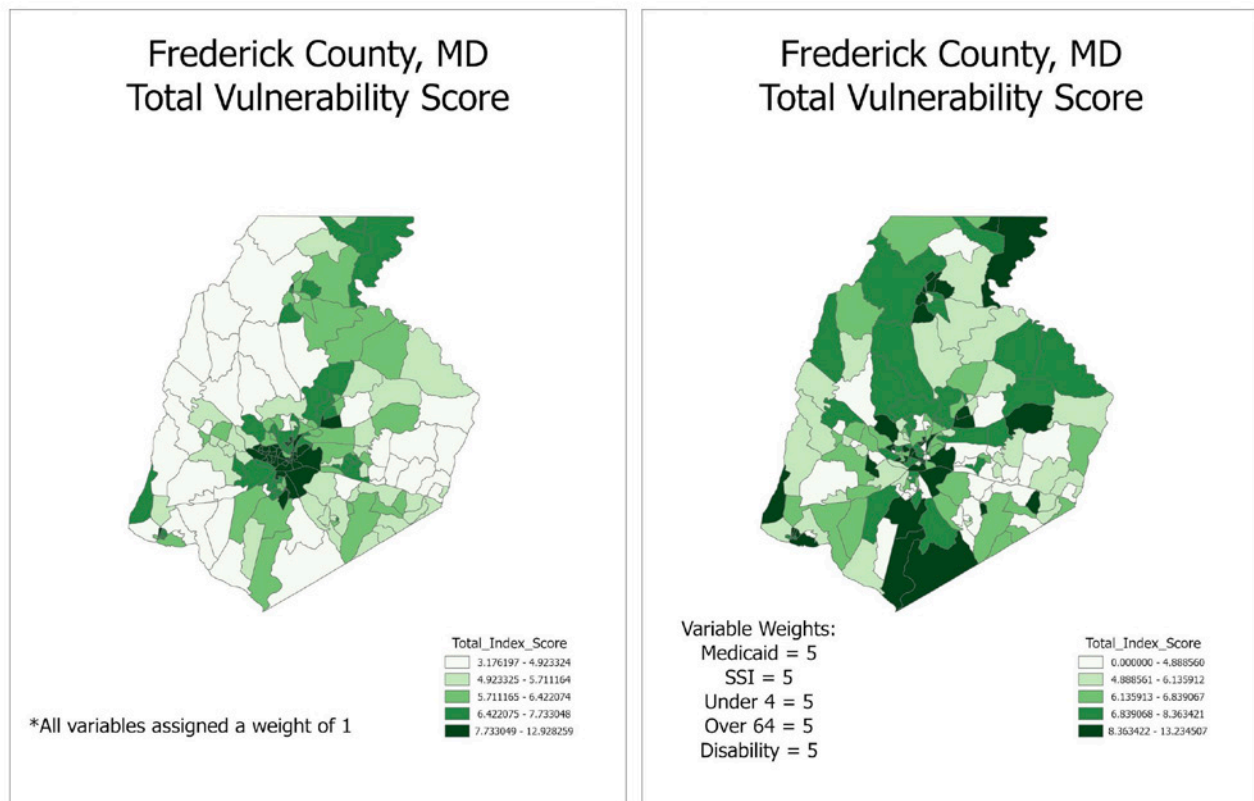 Frederick County, MD
Total Vulnerability Score
Total_Index_Score
3.176197 - 4.923324
4.923325 - 5.711164
5.711165 - 6.422074
6.422075 - 7.733048
7.733049 - 12.928259
*All variables assigned a weight of 1
Frederick County, MD
Total Vulnerability Score
Variable Weights:
Medicaid = 5
SSI = 5
Under 4 = 5
Over 64 = 5
Disability = 5
Total_Index_Score
0.000000 - 4.888560
4.888561 - 6.135912
6.135913 - 6.839067
6.839068 - 8.363421
8.363422 - 13.234507